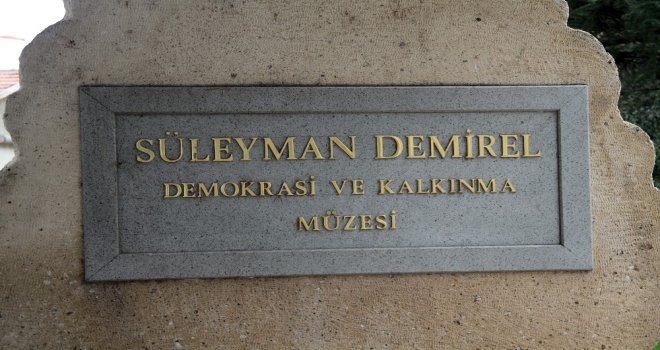 SÜLEYMAN DEMİREL
DEMOKRASİ VE KALKINMA
MÜZESİ